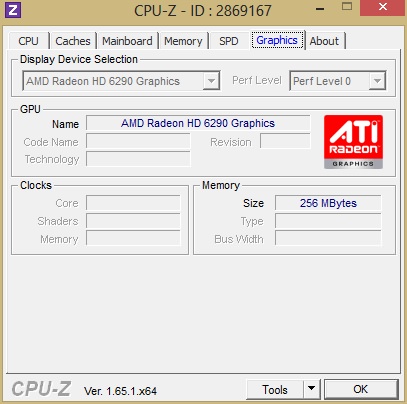 CPU-Z - ID : 2869167
CPU Caches Mainboard Memory SPD Graphics About
Display Device Selection
AMD Radeon HD 6290 Graphics Perf Level Perf Level 0
GPU
Name AMD Radeon HD 6290 Graphics
Code Name Revision
Technology
ATI
RADEON
GRAPHICS
Clocks
Core
Shaders
Memory
Memory
Size 256 MBytes
Type
Bus Width
CPU-Z Ver. 1.65.1.x64 Tools OK